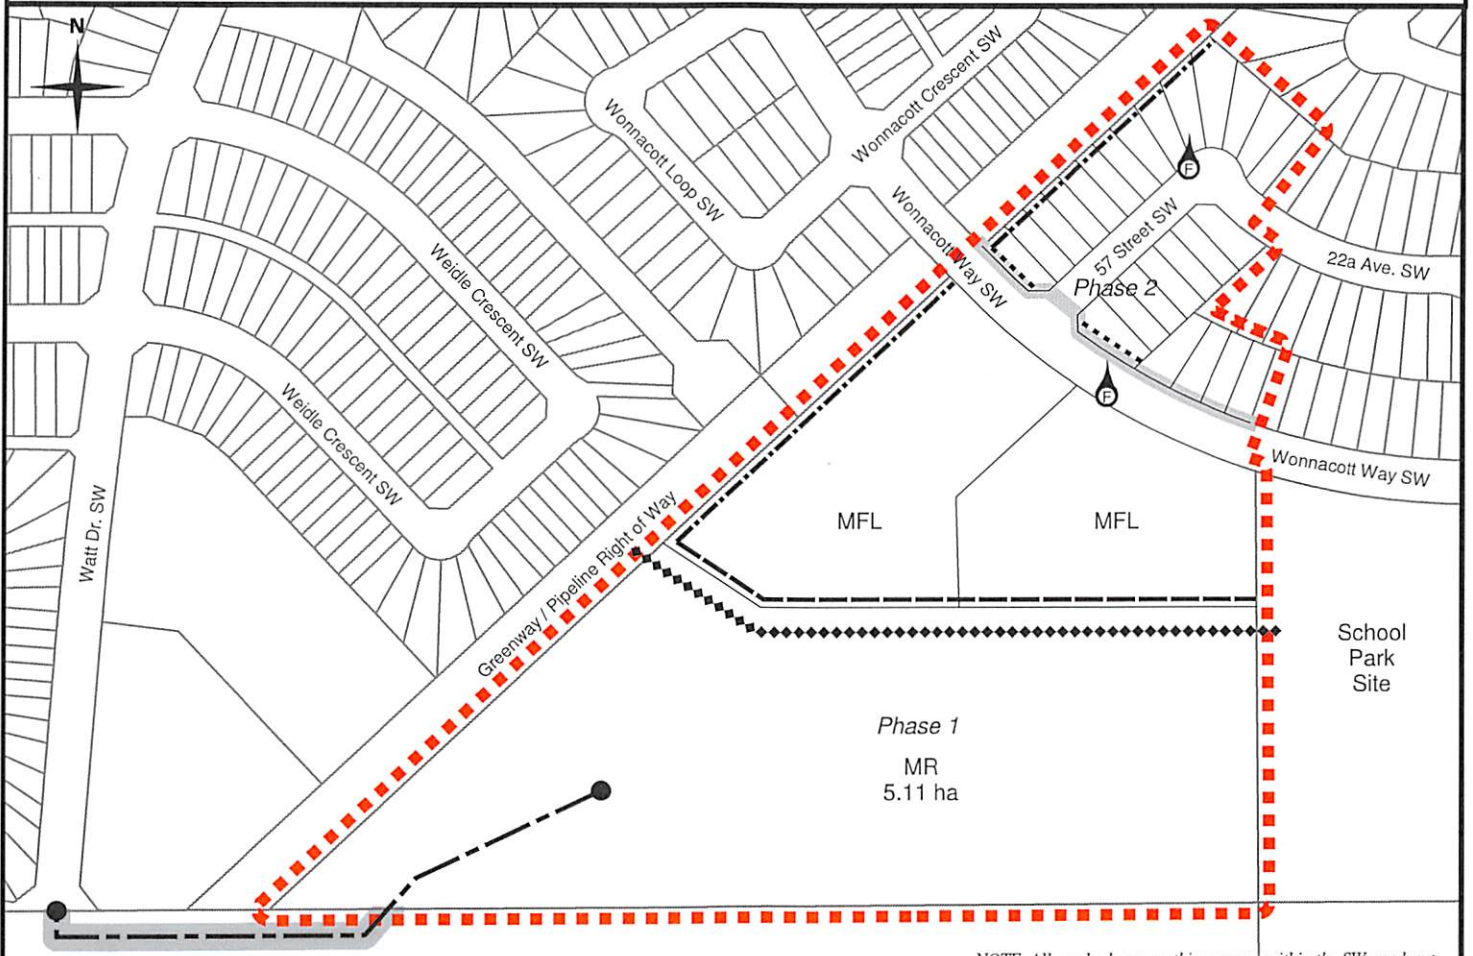 N
Wonnacott Crescent SW
Wonnacott Loop SW
Wonnacott Way SW
F
57 Street SW
22a Ave. SW
Phase 2
Weidle Crescent SW
Weidle Crescent SW
F
Wonnacott Way SW
Watt Dr. SW
Greenway / Pipeline Right of Way
MFL
MFL
School
Park
Site
Phase 1
MR
5.11 ha